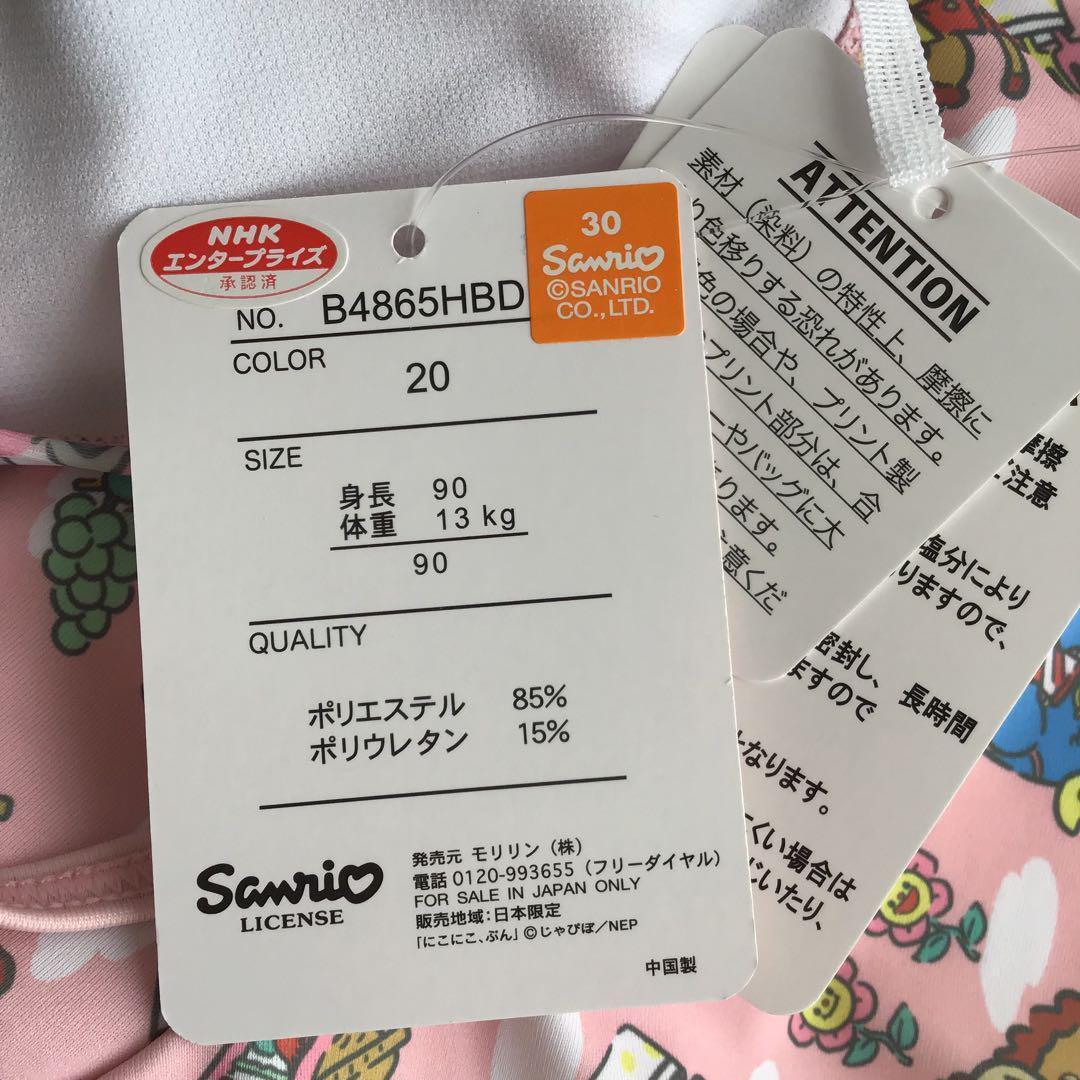 NHK
エンタープライズ
承認済
30
Sanrio
©SANRIO
CO.,LTD.
NO. B4865HBD
COLOR
20
SIZE
身長 90
体重 13 kg
90
QUALITY
ポリエステル 85%
ポリウレタン 15%
Sanrio
LICENSE
発売元 モリリン（株）
電話 0120-993655（フリーダイヤル）
FOR SALE IN JAPAN ONLY
販売地域：日本限定
「にこにこ、ぷん」©じゃぴぽ／NEP
中国製
ATTENTION
素材（染料）の特性上、摩擦に
り色移りする恐れがあります。
色の場合や、プリント製
プリント部分は、合
ーやバッグに大
ります。
意くだ
摩擦
ご注意
塩分により
りますので、
密封し、長時間
ますので
なります。
くい場合は
じいたり、